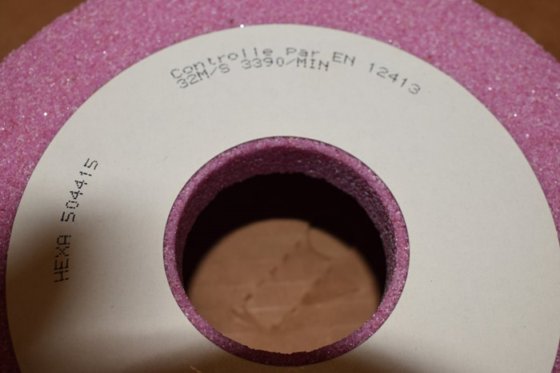 Controlle Par EN 12413
32M/S 3390/MIN
HEXA 504415